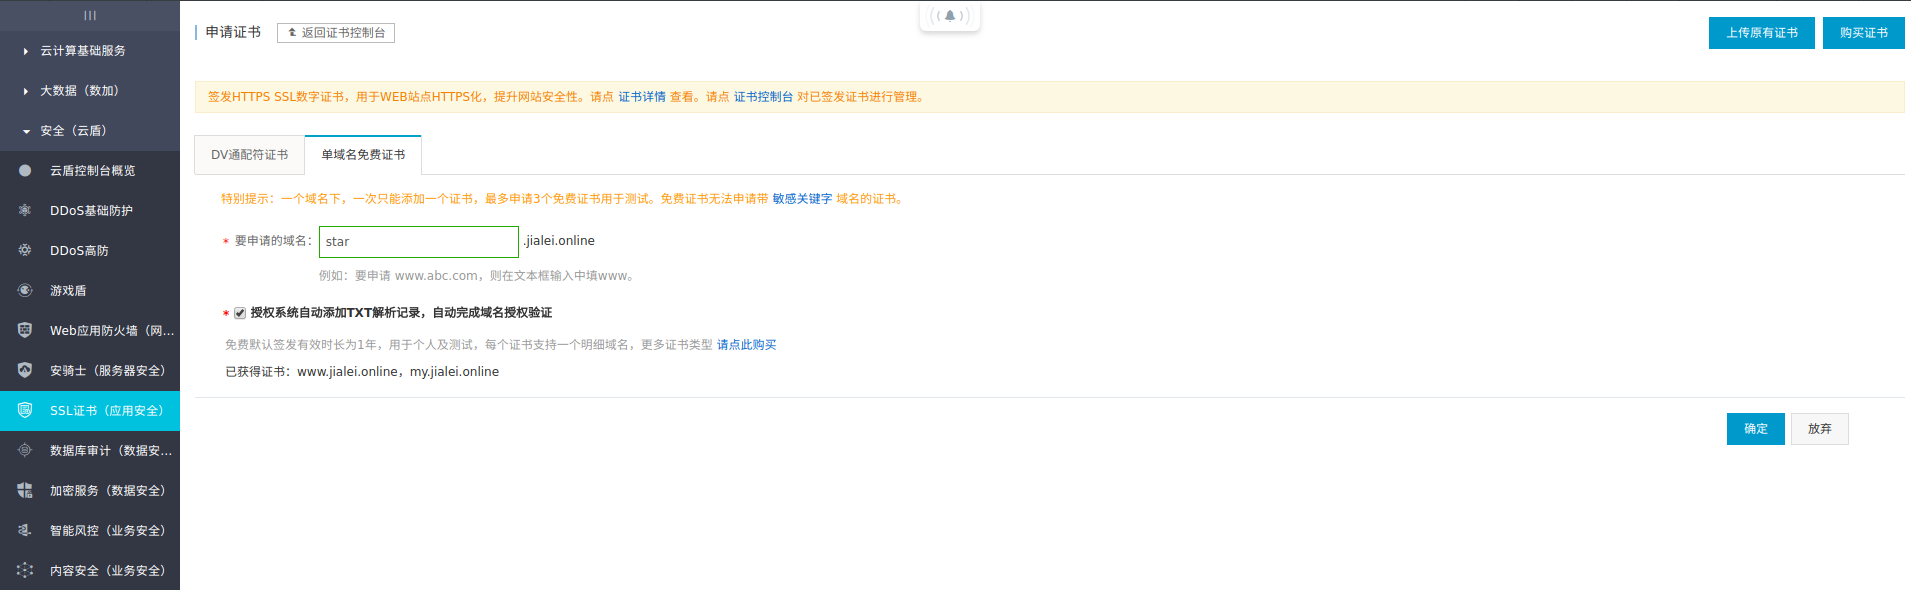 申请证书
返回证书控制台
上传原有证书
购买证书
云计算基础服务
大数据（数加）
安全（云盾）
云盾控制台概览
DDoS基础防护
DDoS高防
游戏盾
Web应用防火墙（网...
安骑士（服务器安全）
SSL证书（应用安全）
数据库审计（数据安...
加密服务（数据安全）
智能风控（业务安全）
内容安全（业务安全）
签发HTTPS SSL数字证书，用于WEB站点HTTPS化，提升网站安全性。请点 证书详情 查看。请点 证书控制台 对已签发证书进行管理。
DV通配符证书
单域名免费证书
特别提示：一个域名下，一次只能添加一个证书，最多申请3个免费证书用于测试。免费证书无法申请带 敏感关键字 域名的证书。
* 要申请的域名： star .jialei.online
例如：要申请 www.abc.com，则在文本框输入中填www。
* 授权系统自动添加TXT解析记录，自动完成域名授权验证
免费默认签发有效时长为1年，用于个人及测试，每个证书支持一个明细域名，更多证书类型 请点此购买
已获得证书：www.jialei.online，my.jialei.online
确定
放弃